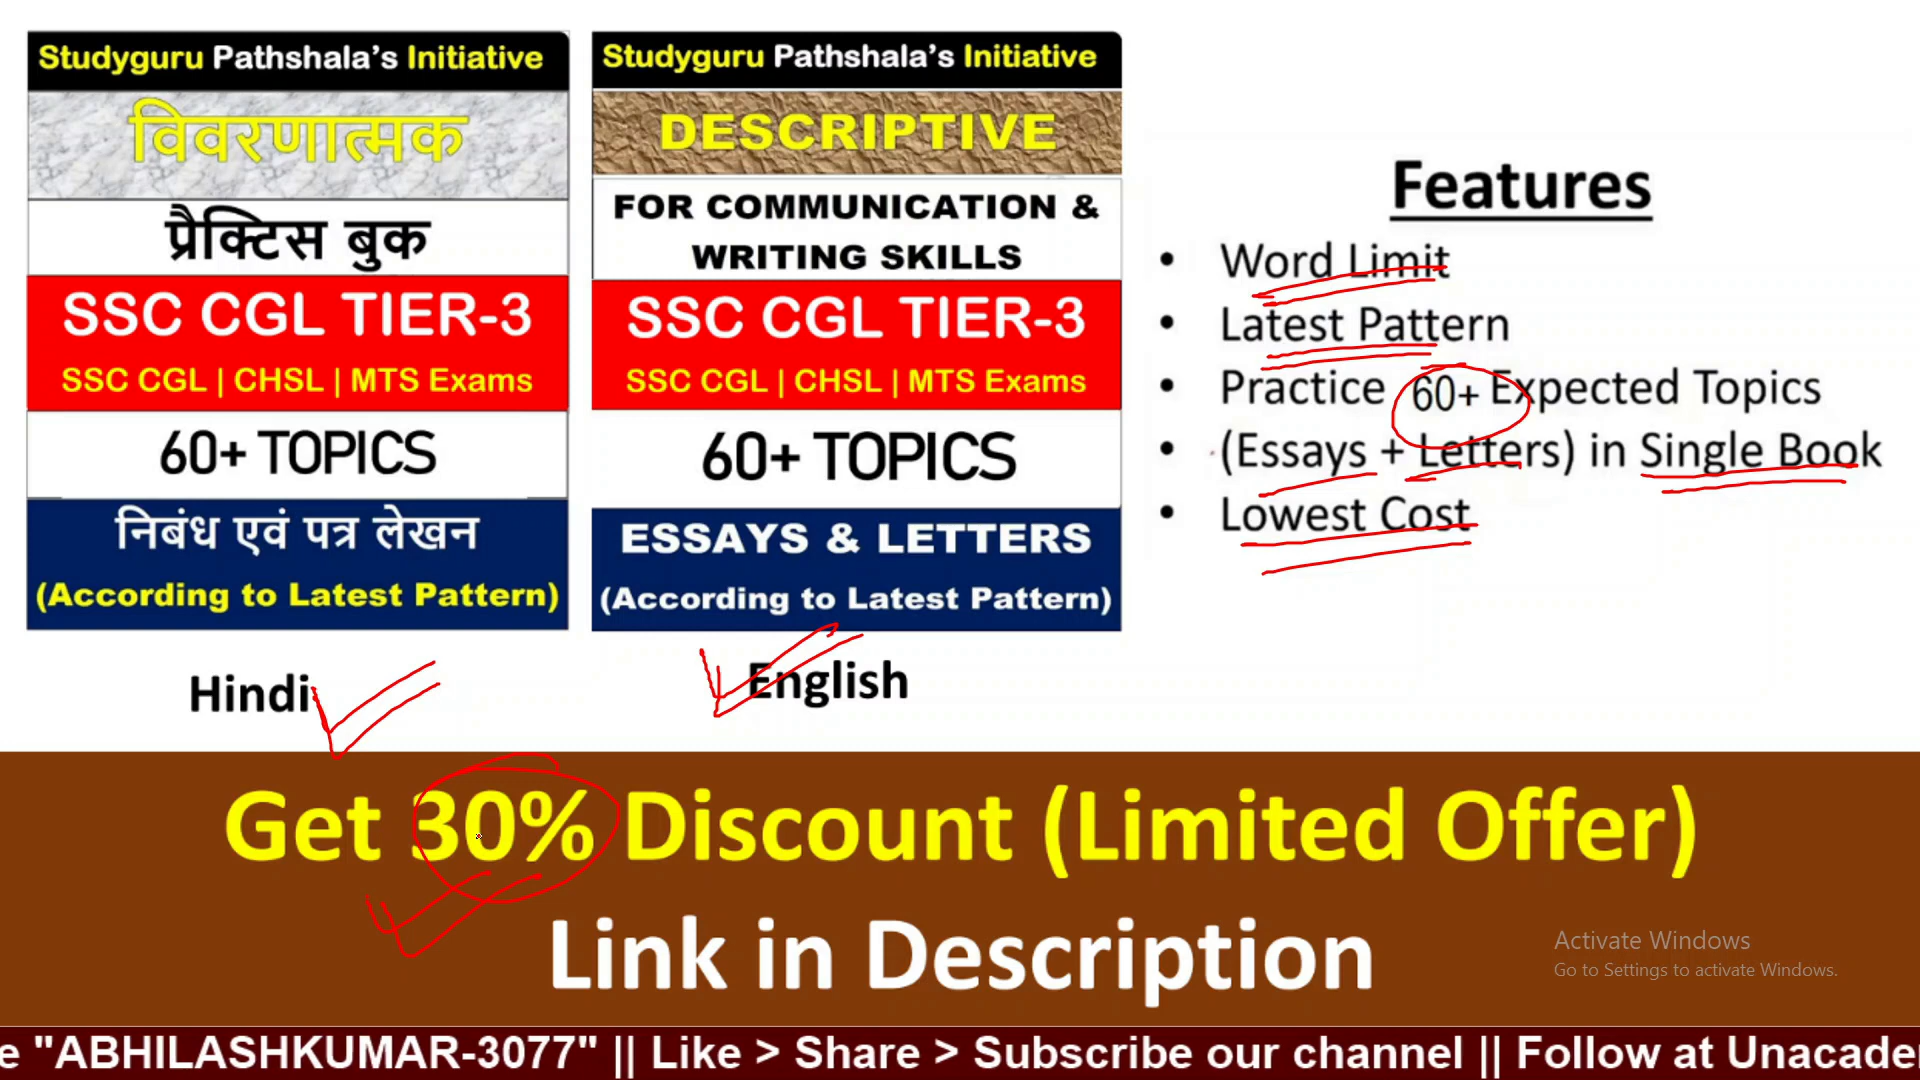 Studyguru Pathshala's Initiative
विवरणात्मक
प्रैक्टिस बुक
SSC CGL TIER-3
SSC CGL | CHSL | MTS Exams
60+ TOPICS
निबंध एवं पत्र लेखन
(According to Latest Pattern)
Hindi
Studyguru Pathshala's Initiative
DESCRIPTIVE
FOR COMMUNICATION &
WRITING SKILLS
SSC CGL TIER-3
SSC CGL | CHSL | MTS Exams
60+ TOPICS
ESSAYS & LETTERS
(According to Latest Pattern)
English
Features
• Word Limit
• Latest Pattern
• Practice 60+ Expected Topics
• (Essays + Letters) in Single Book
• Lowest Cost
Get 30% Discount (Limited Offer)
Link in Description
Activate Windows
Go to Settings to activate Windows.
e "ABHILASHKUMAR-3077" || Like > Share > Subscribe our channel || Follow at Unacade